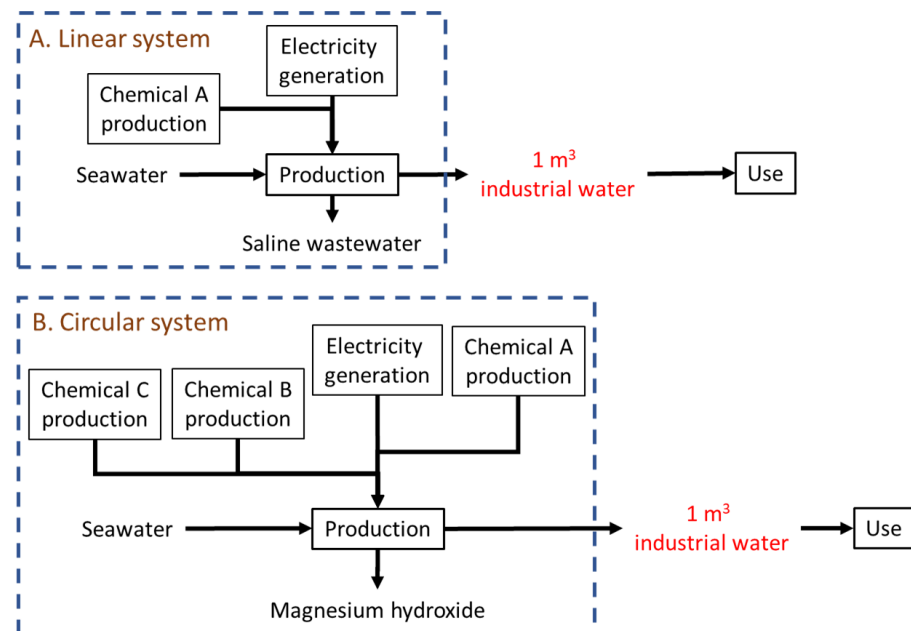 A. Linear system
Electricity
generation
Chemical A
production
Seawater
Production
1 m³
industrial water
Use
Saline wastewater
B. Circular system
Electricity
generation
Chemical A
production
Chemical C
production
Chemical B
production
Seawater
Production
1 m³
industrial water
Use
Magnesium hydroxide